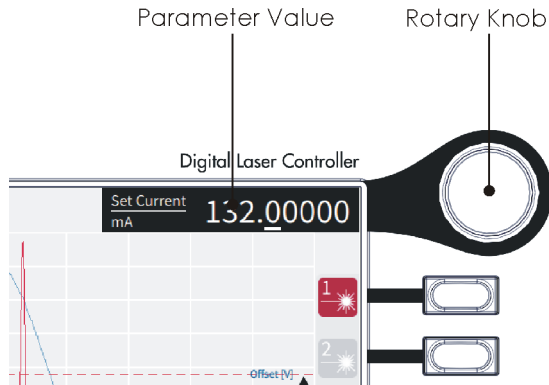 Parameter Value
Rotary Knob
Digital Laser Controller
Set Current
mA
132.00000
1
2
Offset [V]